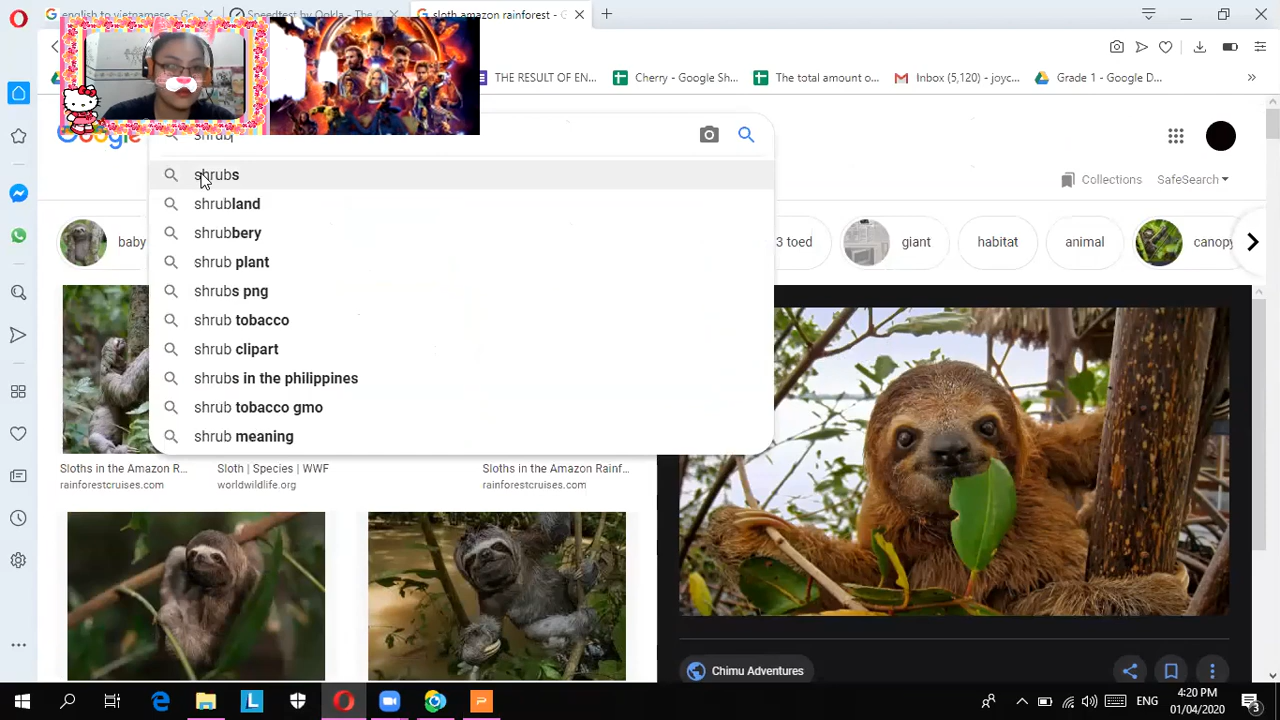 english to vietnamese - Goo
Speedtest by Ookla - The
sloth amazon rainforest - G
THE RESULT OF EN...
Cherry - Google Sh...
The total amount o...
Inbox (5,120) - joyc...
Grade 1 - Google D...
Google
shrub
Collections
SafeSearch
shrubs
shrubland
shrubbery
shrub plant
shrubs png
shrub tobacco
shrub clipart
shrubs in the philippines
shrub tobacco gmo
shrub meaning
baby
3 toed
giant
habitat
animal
canopy
Sloths in the Amazon R...
rainforestcruises.com
Sloth | Species | WWF
worldwildlife.org
Sloths in the Amazon Rainf...
rainforestcruises.com
Chimu Adventures
ENG
4:20 PM
01/04/2020
3